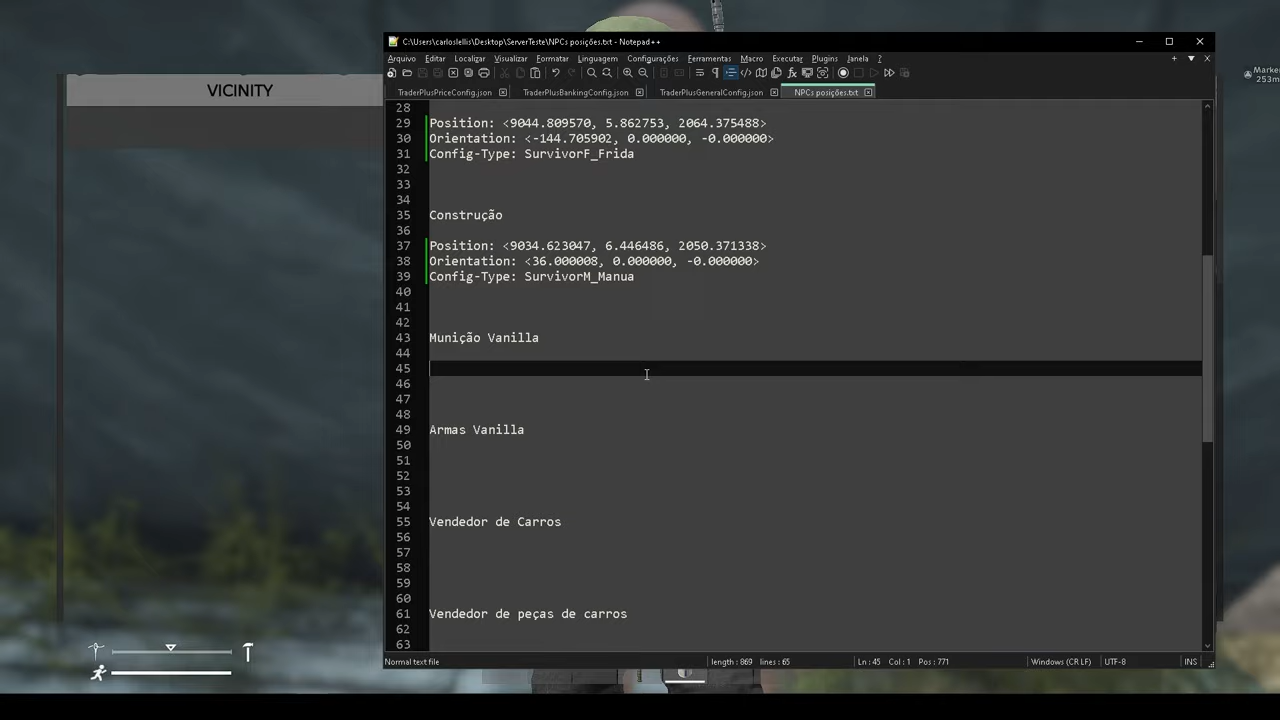 VICINITY
Marke
253m
C:\Users\carloslellis\Desktop\ServerTeste\NPCs posições.txt - Notepad++
Arquivo Editar Localizar Visualizar Formatar Linguagem Configurações Ferramentas Macro Executar Plugins Janela ?
TraderPlusPriceConfig.json TraderPlusBankingConfig.json TraderPlusGeneralConfig.json NPCs posições.txt
28
29 Position: <9044.809570, 5.862753, 2064.375488>
30 Orientation: <-144.705902, 0.000000, -0.000000>
31 Config-Type: SurvivorF_Frida
32
33
34
35 Construção
36
37 Position: <9034.623047, 6.446486, 2050.371338>
38 Orientation: <36.000008, 0.000000, -0.000000>
39 Config-Type: SurvivorM_Manua
40
41
42
43 Munição Vanilla
44
45
46
47
48
49 Armas Vanilla
50
51
52
53
54
55 Vendedor de Carros
56
57
58
59
60
61 Vendedor de peças de carros
62
63
Normal text file length : 869 lines : 65 Ln : 45 Col : 1 Pos : 771 Windows (CR LF) UTF-8 INS